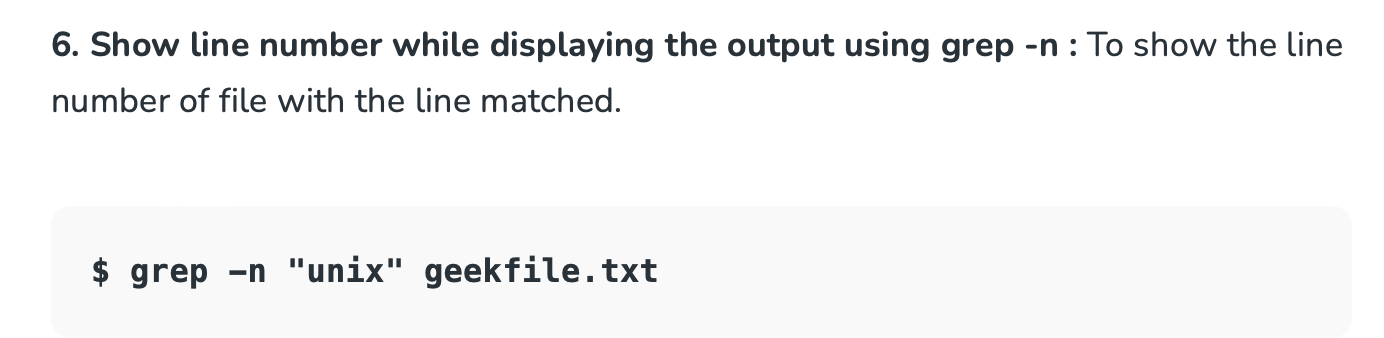 6. Show line number while displaying the output using grep -n : To show the line
number of file with the line matched.
$ grep -n "unix" geekfile.txt